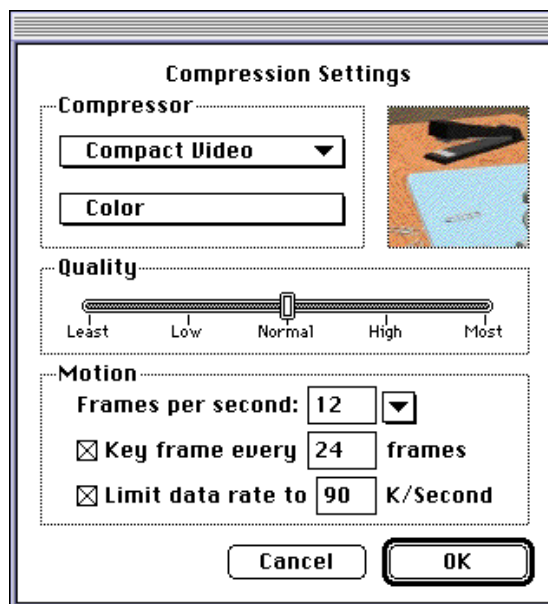 Compression Settings
Compressor
Compact Video
Color
Quality
Least Low Normal High Most
Motion
Frames per second: 12
Key frame every 24 frames
Limit data rate to 90 K/Second
Cancel OK